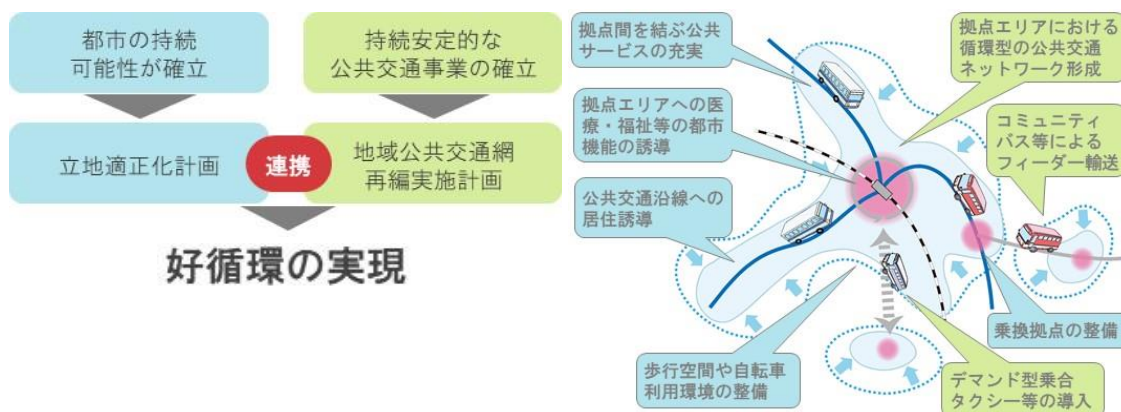 都市の持続
可能性が確立
持続安定的な
公共交通事業の確立
立地適正化計画
連携
地域公共交通網
再編実施計画
好循環の実現
拠点間を結ぶ公共
サービスの充実
拠点エリアにおける
循環型の公共交通
ネットワーク形成
拠点エリアへの医
療・福祉等の都市
機能の誘導
コミュニティ
バス等による
フィーダー輸送
公共交通沿線への
居住誘導
乗換拠点の整備
歩行空間や自転車
利用環境の整備
デマンド型乗合
タクシー等の導入